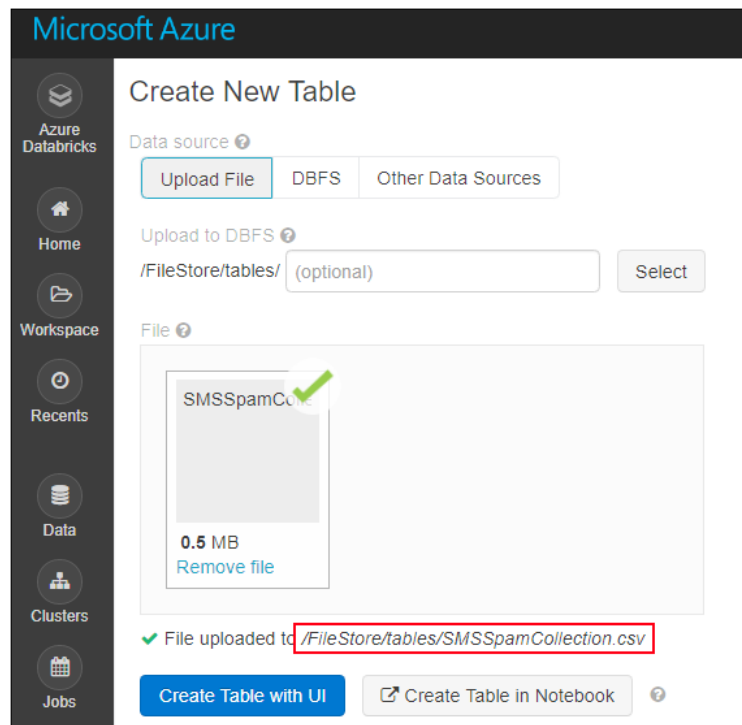 Microsoft Azure
Azure
Databricks
Home
Workspace
Recents
Data
Clusters
Jobs
Create New Table
Data source ?
Upload File DBFS Other Data Sources
Upload to DBFS ?
/FileStore/tables/ (optional) Select
File ?
SMSSpamColle
0.5 MB
Remove file
File uploaded to /FileStore/tables/SMSSpamCollection.csv
Create Table with UI Create Table in Notebook ?